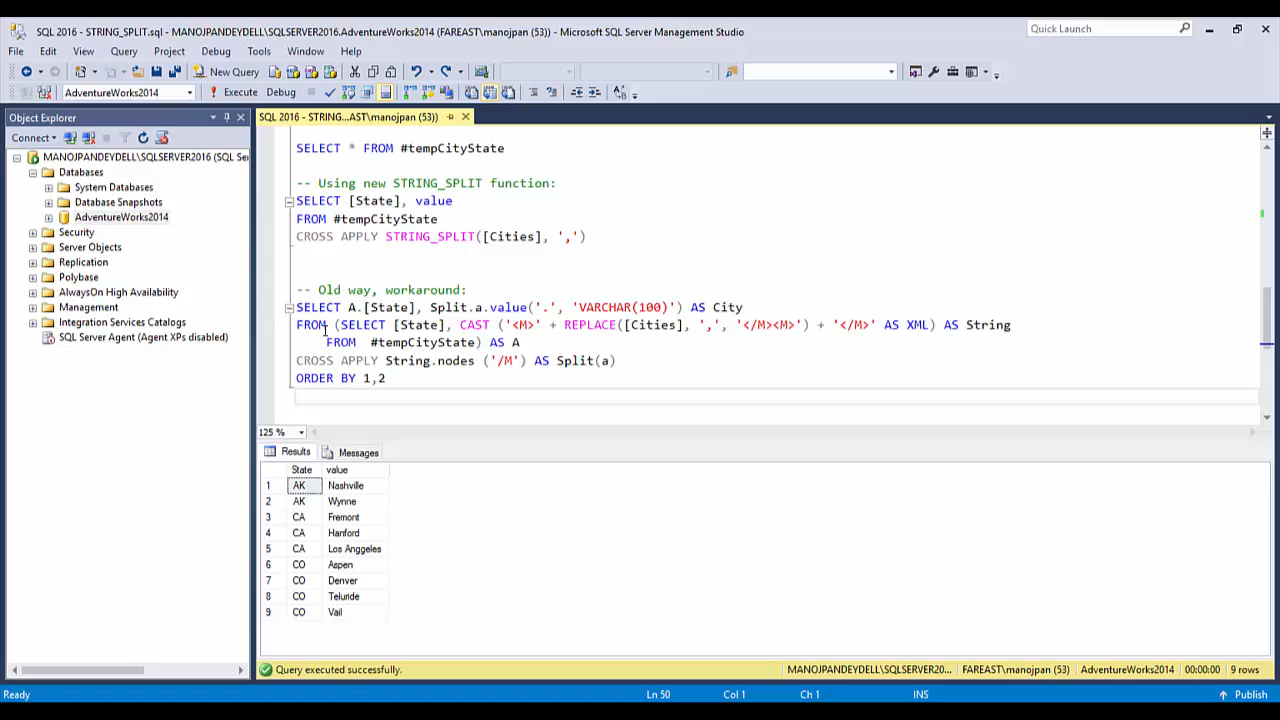 SQL 2016 - STRING_SPLIT.sql - MANOJPANDEYDELL\SQLSERVER2016.AdventureWorks2014 (FAREAST\manojpan (53)) - Microsoft SQL Server Management Studio
Quick Launch
File Edit View Query Project Debug Tools Window Help
New Query
AdventureWorks2014 Execute Debug
Object Explorer
SQL 2016 - STRING...AST\manojpan (53))
Connect
MANOJPANDEYDELL\SQLSERVER2016 (SQL Se
Databases
System Databases
Database Snapshots
AdventureWorks2014
Security
Server Objects
Replication
Polybase
AlwaysOn High Availability
Management
Integration Services Catalogs
SQL Server Agent (Agent XPs disabled)
SELECT * FROM #tempCityState
-- Using new STRING_SPLIT function:
SELECT [State], value
FROM #tempCityState
CROSS APPLY STRING_SPLIT([Cities], ',')
-- Old way, workaround:
SELECT A.[State], Split.a.value('.', 'VARCHAR(100)') AS City
FROM (SELECT [State], CAST ('<M>' + REPLACE([Cities], ',', '</M><M>') + '</M>' AS XML) AS String
FROM #tempCityState) AS A
CROSS APPLY String.nodes ('/M') AS Split(a)
ORDER BY 1,2
125 %
Results Messages
State value
1 AK Nashville
2 AK Wynne
3 CA Fremont
4 CA Hanford
5 CA Los Anggeles
6 CO Aspen
7 CO Denver
8 CO Teluride
9 CO Vail
Query executed successfully. MANOJPANDEYDELL\SQLSERVER20... FAREAST\manojpan (53) AdventureWorks2014 00:00:00 9 rows
Ready Ln 50 Col 1 Ch 1 INS Publish